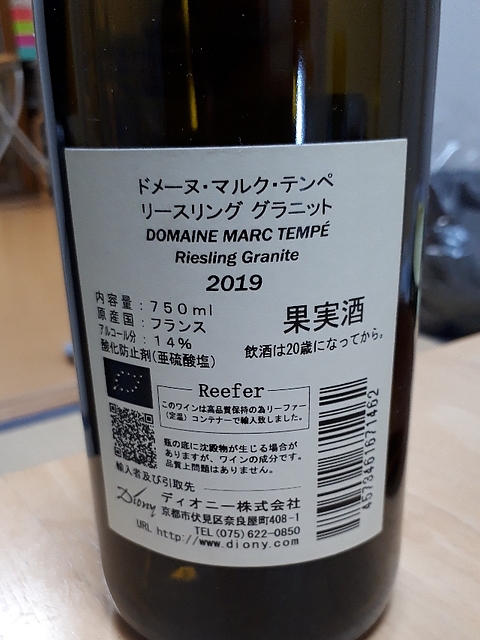 ドメーヌ・マルク・テンペ
リースリング グラニット
DOMAINE MARC TEMPÉ
Riesling Granite
2019
内容量：750ml
原産国：フランス
アルコール分：14%
酸化防止剤(亜硫酸塩)
果実酒
飲酒は20歳になってから。
Reefer
このワインは高品質保持の為リーファー
(定温)コンテナーで輸入致しました。
瓶の底に沈殿物が生じる場合が
ありますが、ワインの成分です。
品質上問題はありません。
輸入者及び引取先
Diony ディオニー株式会社
京都市伏見区奈良屋町408-1
TEL(075)622-0850
URL http://www.diony.com
4573461671462